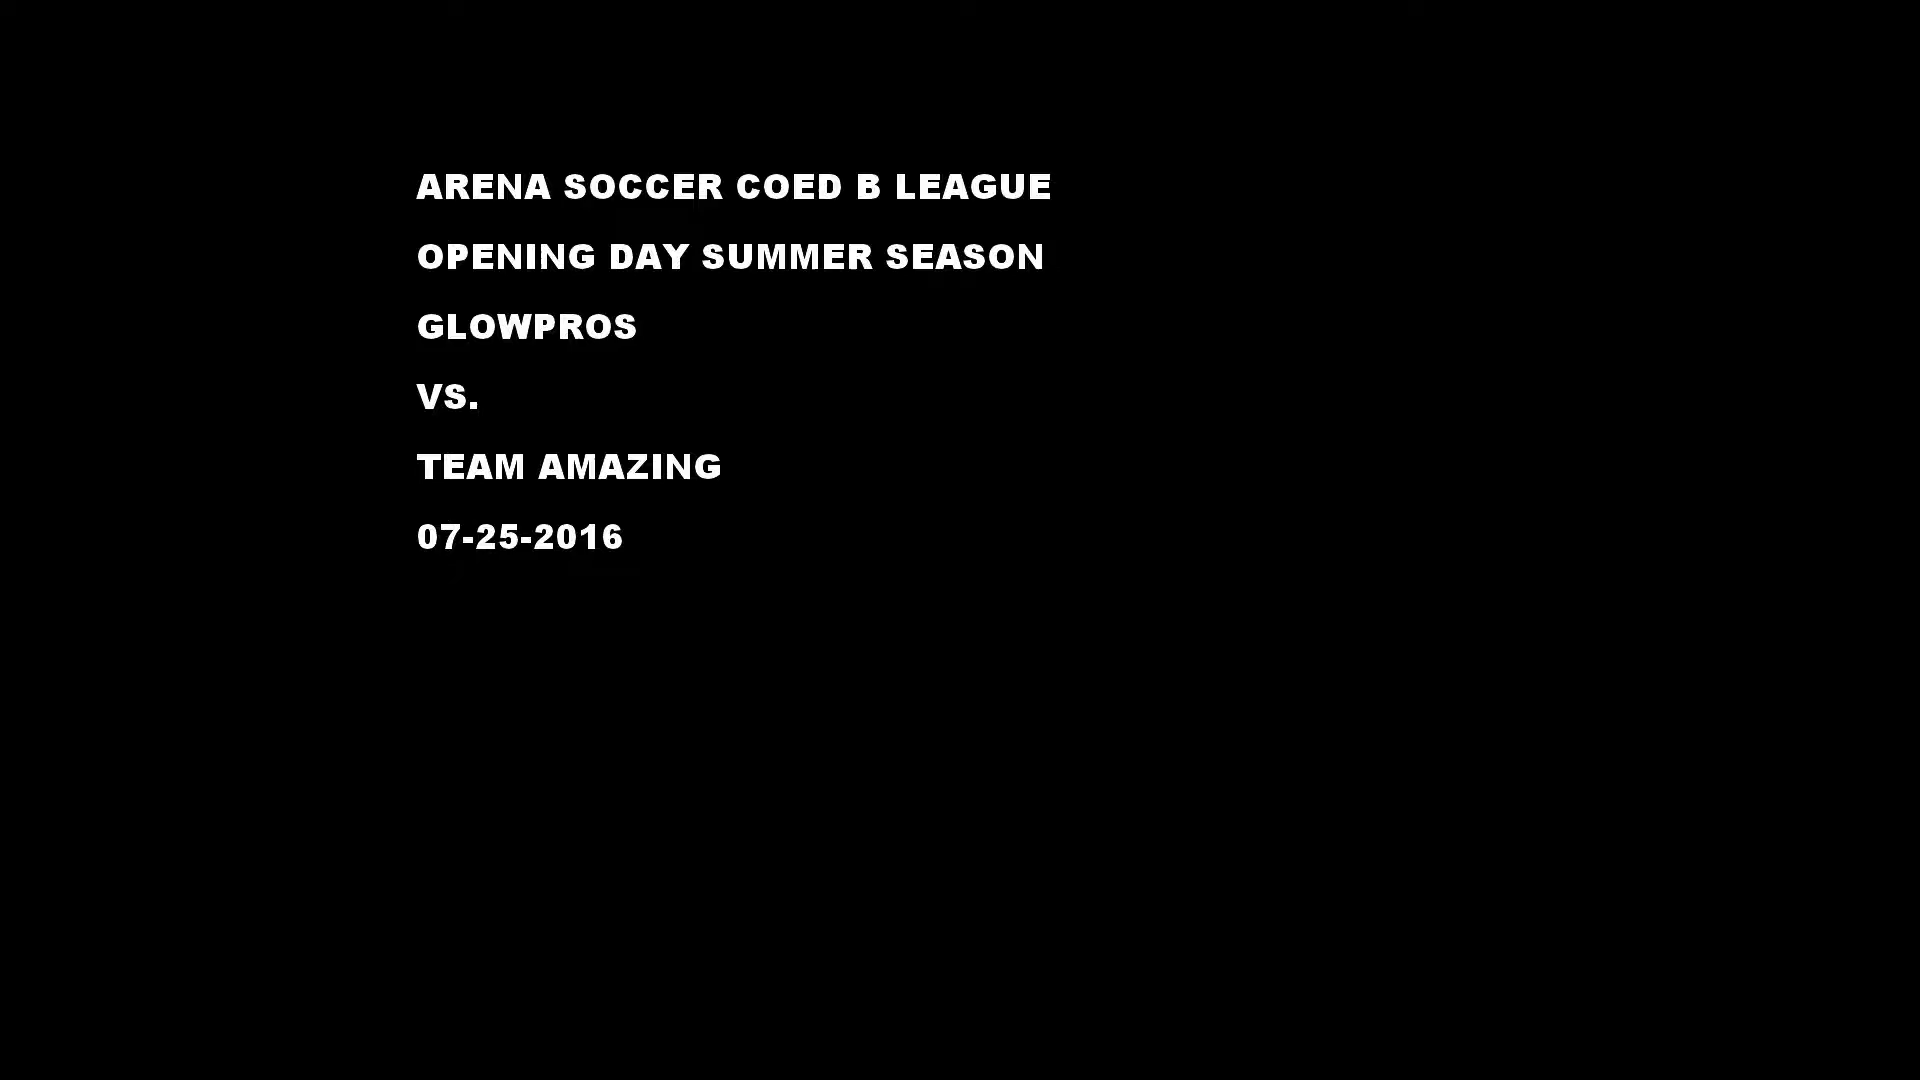 ARENA SOCCER COED B LEAGUE
OPENING DAY SUMMER SEASON
GLOWPROS
VS.
TEAM AMAZING
07-25-2016